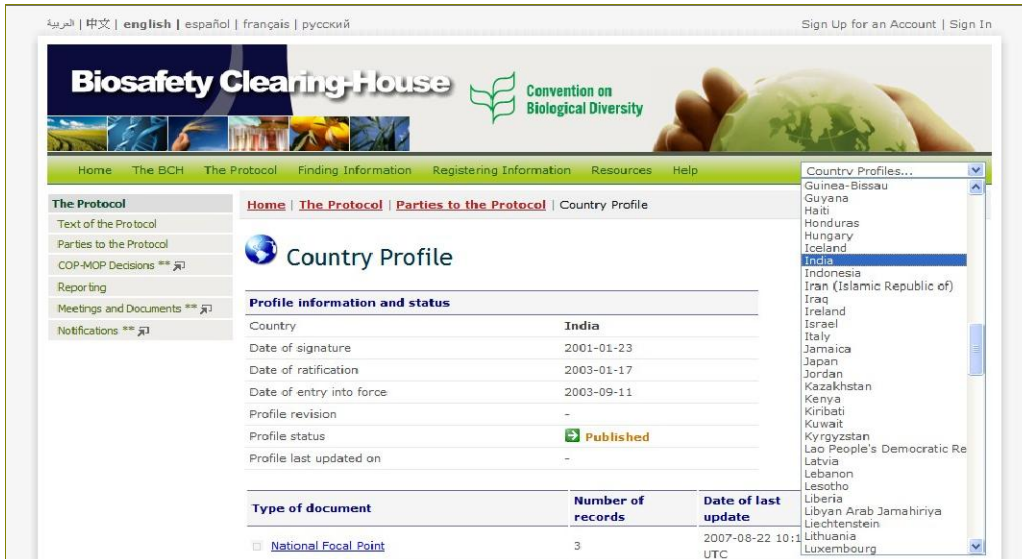 العربية | 中文 | english | español | français | русский
Sign Up for an Account | Sign In
Biosafety Clearing-House
Convention on
Biological Diversity
Home The BCH The Protocol Finding Information Registering Information Resources Help
Country Profiles...
The Protocol
Text of the Protocol
Parties to the Protocol
COP-MOP Decisions **
Reporting
Meetings and Documents **
Notifications **
Home | The Protocol | Parties to the Protocol | Country Profile
Country Profile
Profile information and status
Country India
Date of signature 2001-01-23
Date of ratification 2003-01-17
Date of entry into force 2003-09-11
Profile revision -
Profile status Published
Profile last updated on -
Type of document Number of records Date of last update
National Focal Point 3 2007-08-22 10:1
UTC
Guinea-Bissau
Guyana
Haiti
Honduras
Hungary
Iceland
India
Indonesia
Iran (Islamic Republic of)
Iraq
Ireland
Israel
Italy
Jamaica
Japan
Jordan
Kazakhstan
Kenya
Kiribati
Kuwait
Kyrgyzstan
Lao People's Democratic Re
Latvia
Lebanon
Lesotho
Liberia
Libyan Arab Jamahiriya
Liechtenstein
Lithuania
Luxembourg